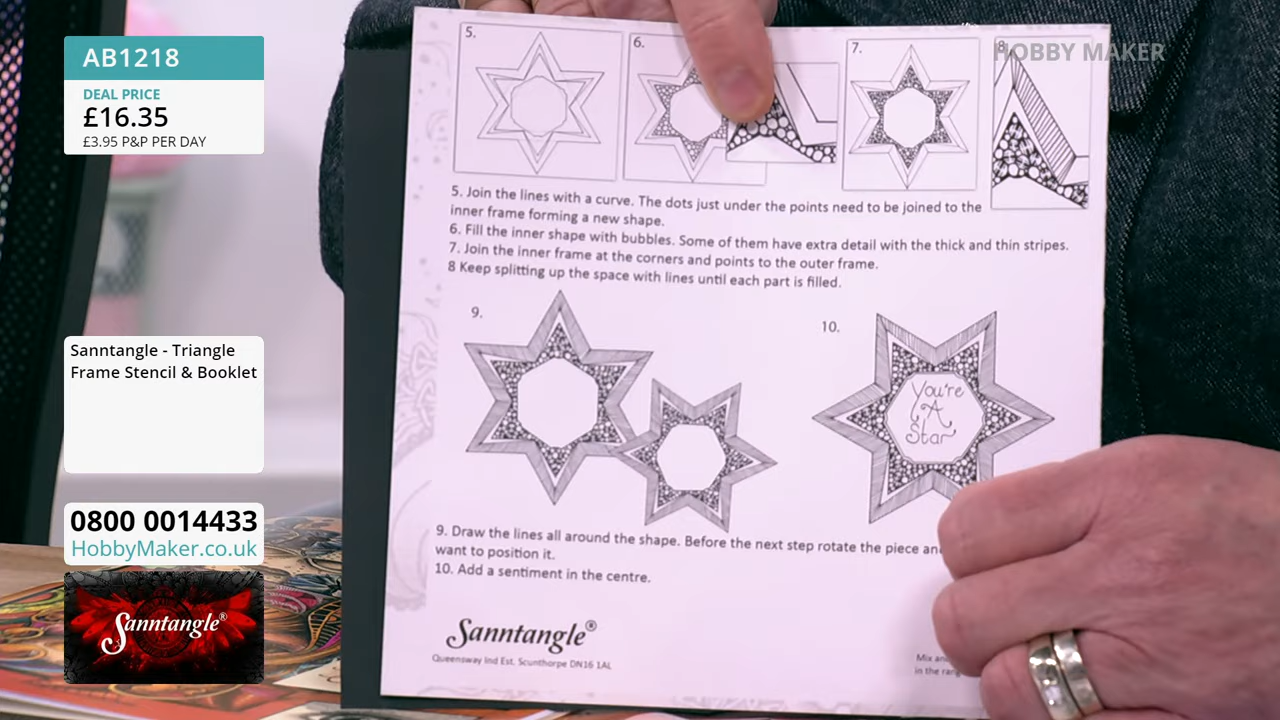 AB1218
DEAL PRICE
£16.35
£3.95 P&P PER DAY
Sanntangle - Triangle
Frame Stencil & Booklet
0800 0014433
HobbyMaker.co.uk
Sanntangle®
HOBBY MAKER
5.
6.
7.
8.
5. Join the lines with a curve. The dots just under the points need to be joined to the
inner frame forming a new shape.
6. Fill the inner shape with bubbles. Some of them have extra detail with the thick and thin stripes.
7. Join the inner frame at the corners and points to the outer frame.
8 Keep splitting up the space with lines until each part is filled.
9.
10.
You're
A
Star
9. Draw the lines all around the shape. Before the next step rotate the piece an
want to position it.
10. Add a sentiment in the centre.
Sanntangle®
Queensway Ind Est. Scunthorpe DN16 1AL
Mix an
in the ran